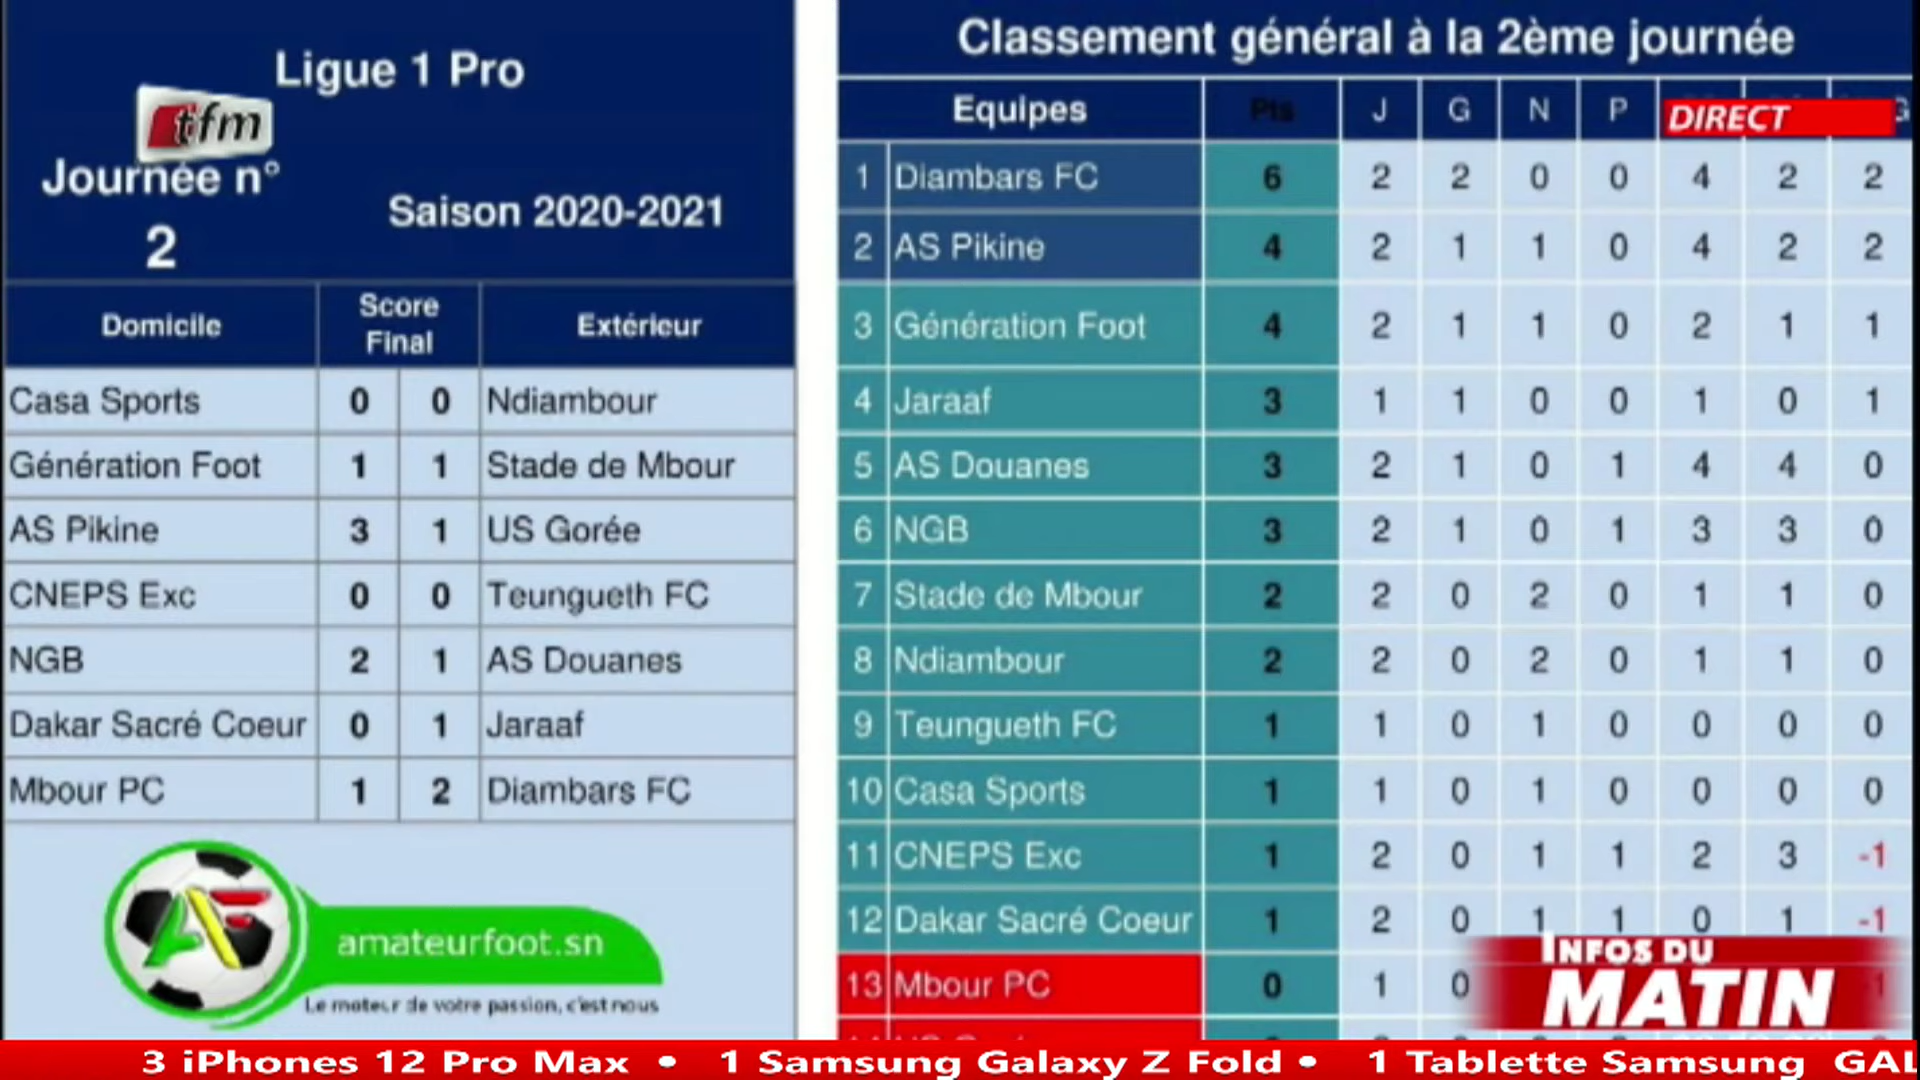 Ligue 1 Pro
tfm
Journée n°
2
Saison 2020-2021
Domicile Score Final Extérieur
Casa Sports 0 0 Ndiambour
Génération Foot 1 1 Stade de Mbour
AS Pikine 3 1 US Gorée
CNEPS Exc 0 0 Teungueth FC
NGB 2 1 AS Douanes
Dakar Sacré Coeur 0 1 Jaraaf
Mbour PC 1 2 Diambars FC
AF
amateurfoot.sn
Le moteur de votre passion, c'est nous
Classement général à la 2ème journée
Equipes Pts J G N P
DIRECT
1 Diambars FC 6 2 2 0 0 4 2 2
2 AS Pikine 4 2 1 1 0 4 2 2
3 Génération Foot 4 2 1 1 0 2 1 1
4 Jaraaf 3 1 1 0 0 1 0 1
5 AS Douanes 3 2 1 0 1 4 4 0
6 NGB 3 2 1 0 1 3 3 0
7 Stade de Mbour 2 2 0 2 0 1 1 0
8 Ndiambour 2 2 0 2 0 1 1 0
9 Teungueth FC 1 1 0 1 0 0 0 0
10 Casa Sports 1 1 0 1 0 0 0 0
11 CNEPS Exc 1 2 0 1 1 2 3 -1
12 Dakar Sacré Coeur 1 2 0 1 1 0 1 -1
13 Mbour PC 0 1 0
INFOS DU
MATIN
3 iPhones 12 Pro Max • 1 Samsung Galaxy Z Fold • 1 Tablette Samsung GAL